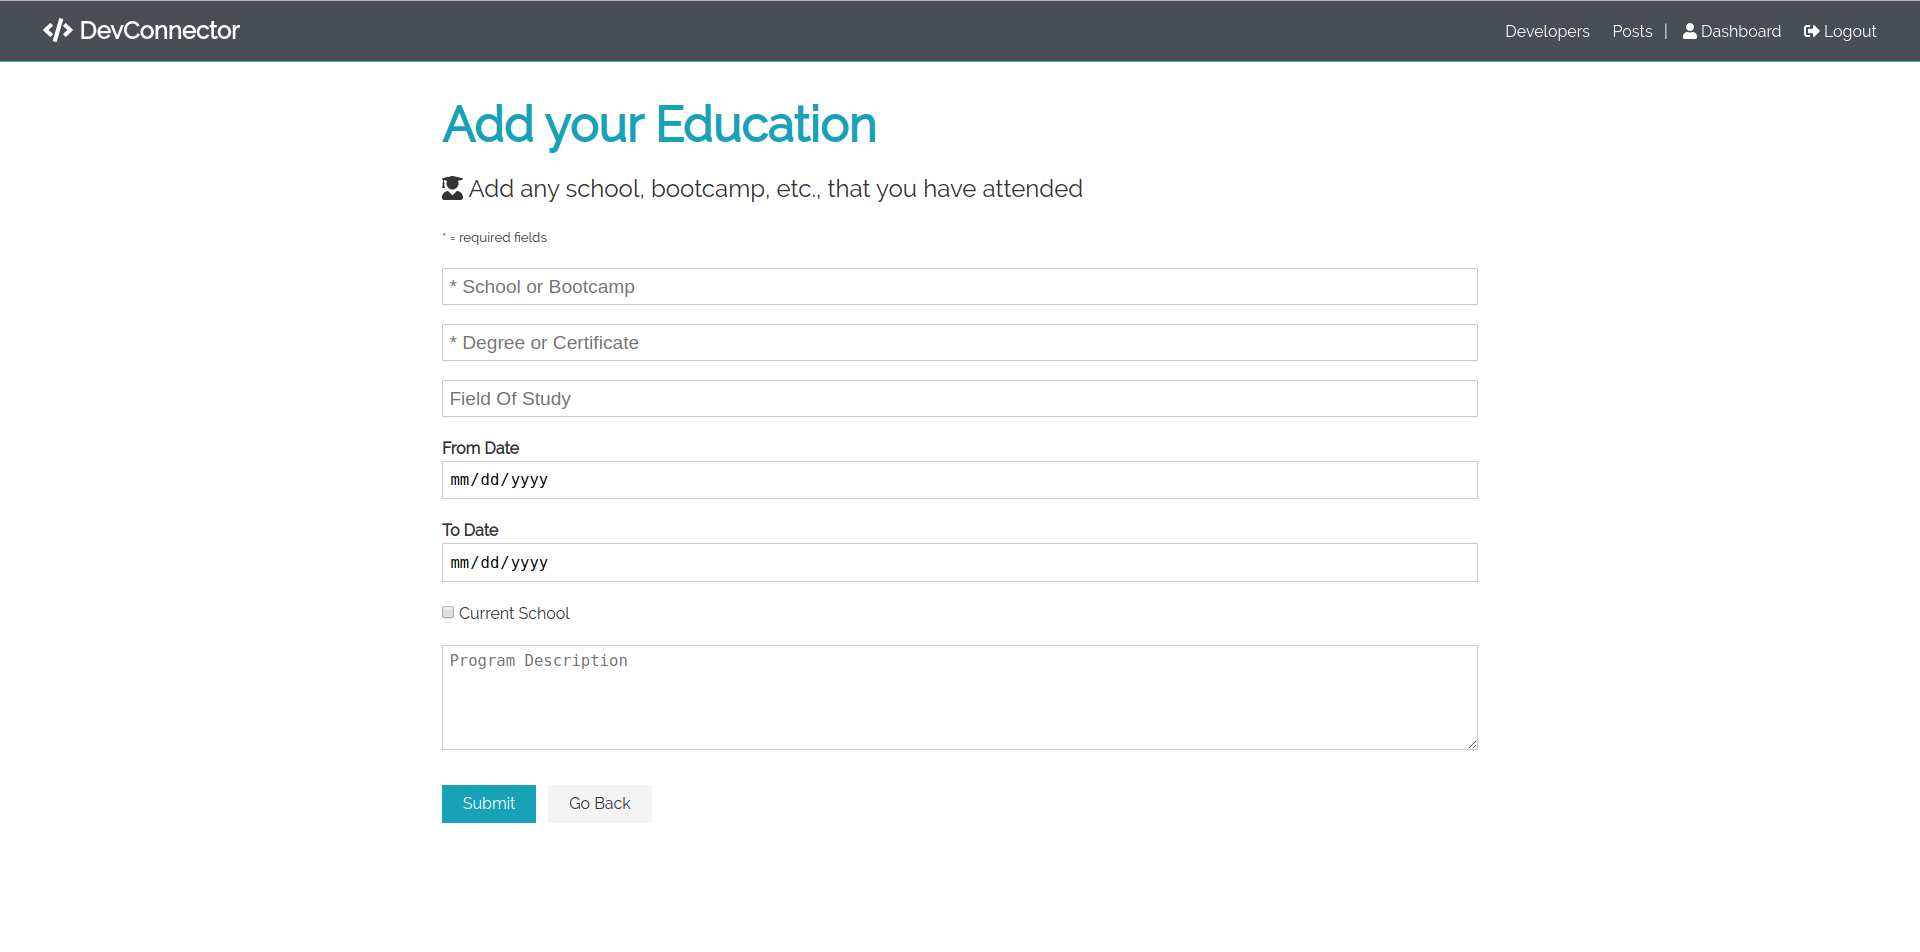 DevConnector
Developers Posts | Dashboard Logout
Add your Education
Add any school, bootcamp, etc., that you have attended
* = required fields
* School or Bootcamp
* Degree or Certificate
Field Of Study
From Date
mm/dd/yyyy
To Date
mm/dd/yyyy
Current School
Program Description
Submit Go Back